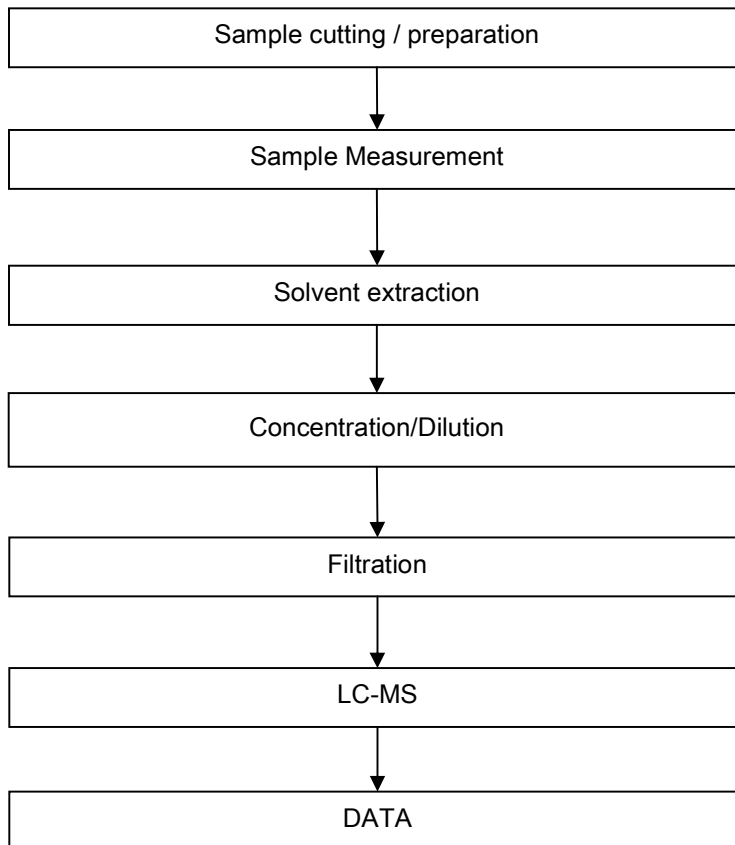 Sample cutting / preparation
Sample Measurement
Solvent extraction
Concentration/Dilution
Filtration
LC-MS
DATA